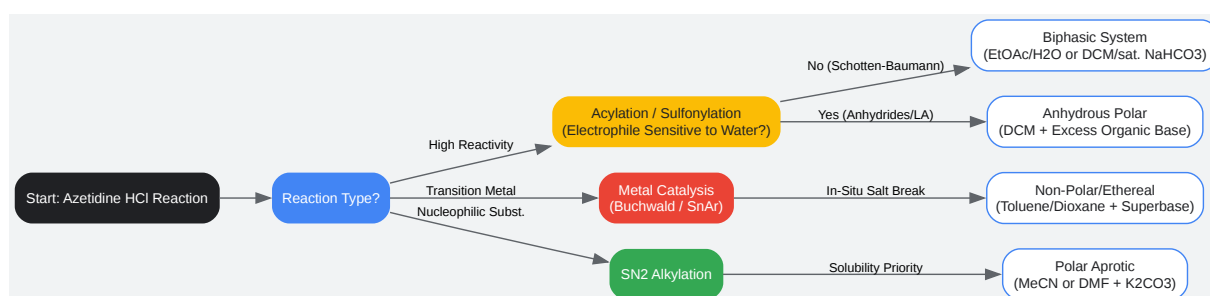 Start: Azetidine HCl Reaction
Reaction Type?
High Reactivity
Transition Metal
Nucleophilic Subst.
Acylation / Sulfonylation
(Electrophile Sensitive to Water?)
Metal Catalysis
(Buchwald / SnAr)
SN2 Alkylation
No (Schotten-Baumann)
Yes (Anhydrides/LA)
In-Situ Salt Break
Solubility Priority
Biphasic System
(EtOAc/H2O or DCM/sat. NaHCO3)
Anhydrous Polar
(DCM + Excess Organic Base)
Non-Polar/Ethereal
(Toluene/Dioxane + Superbase)
Polar Aprotic
(MeCN or DMF + K2CO3)